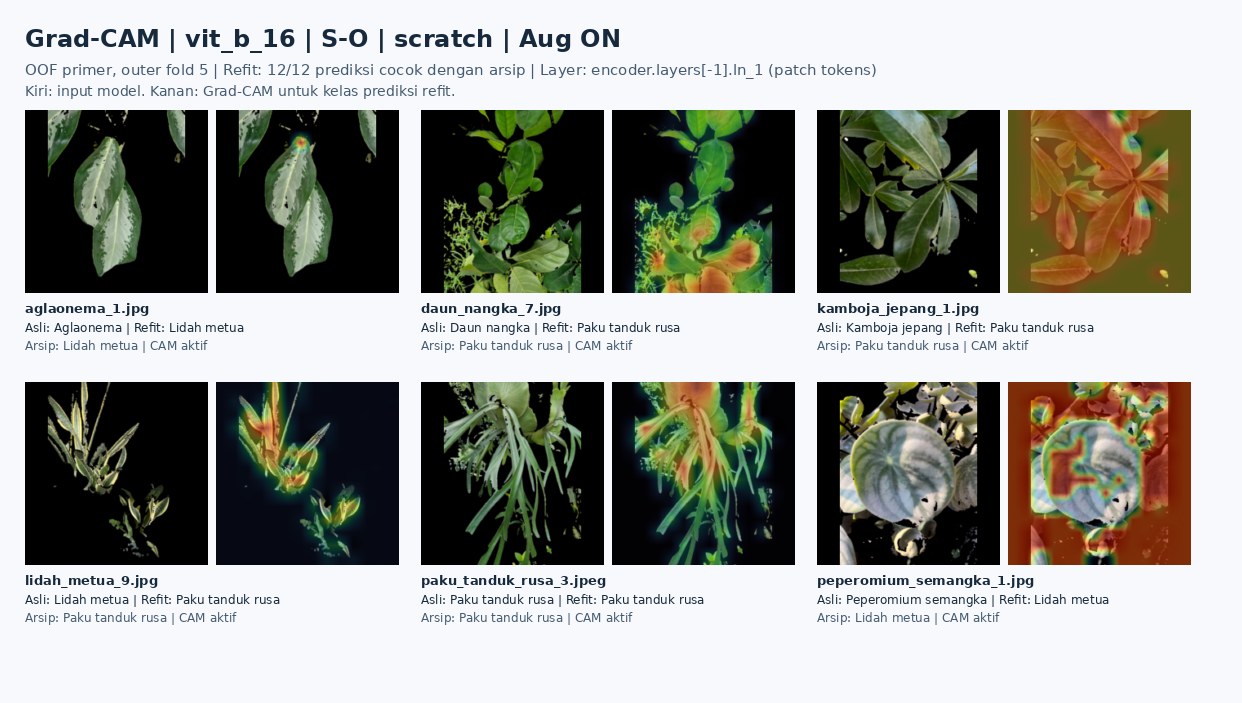 Grad-CAM | vit_b_16 | S-O | scratch | Aug ON
OOF primer, outer fold 5 | Refit: 12/12 prediksi cocok dengan arsip | Layer: encoder.layers[-1].ln_1 (patch tokens)
Kiri: input model. Kanan: Grad-CAM untuk kelas prediksi refit.
aglaonema_1.jpg
Asli: Aglaonema | Refit: Lidah metua
Arsip: Lidah metua | CAM aktif
daun_nangka_7.jpg
Asli: Daun nangka | Refit: Paku tanduk rusa
Arsip: Paku tanduk rusa | CAM aktif
kamboja_jepang_1.jpg
Asli: Kamboja jepang | Refit: Paku tanduk rusa
Arsip: Paku tanduk rusa | CAM aktif
lidah_metua_9.jpg
Asli: Lidah metua | Refit: Paku tanduk rusa
Arsip: Paku tanduk rusa | CAM aktif
paku_tanduk_rusa_3.jpeg
Asli: Paku tanduk rusa | Refit: Paku tanduk rusa
Arsip: Paku tanduk rusa | CAM aktif
peperomium_semangka_1.jpg
Asli: Peperomium semangka | Refit: Lidah metua
Arsip: Lidah metua | CAM aktif